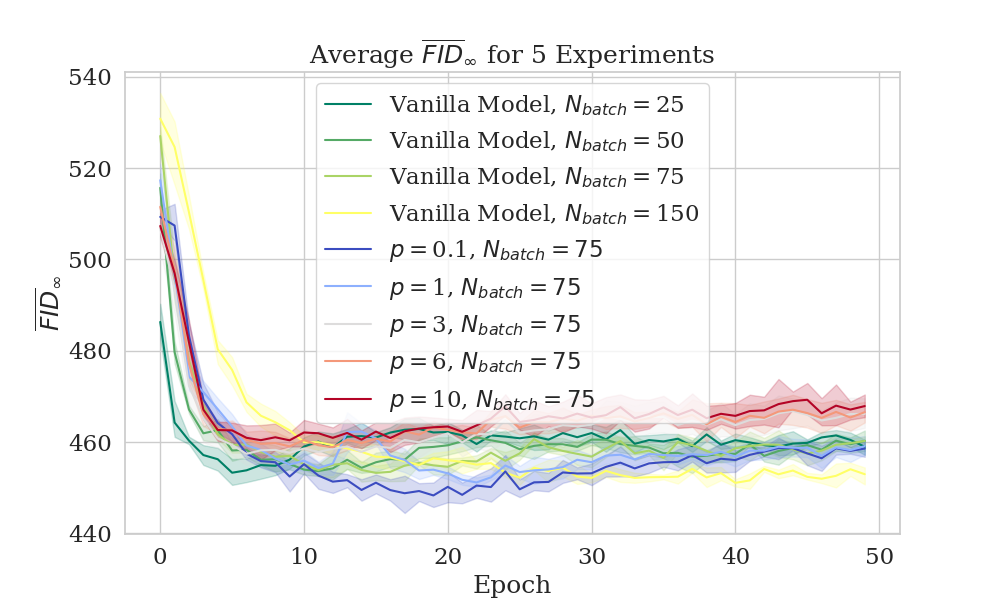 Average $\overline{FID}_\infty$ for 5 Experiments
540
520
500
480
460
440
$\overline{FID}_\infty$
Vanilla Model, $N_{batch} = 25$
Vanilla Model, $N_{batch} = 50$
Vanilla Model, $N_{batch} = 75$
Vanilla Model, $N_{batch} = 150$
$p = 0.1$, $N_{batch} = 75$
$p = 1$, $N_{batch} = 75$
$p = 3$, $N_{batch} = 75$
$p = 6$, $N_{batch} = 75$
$p = 10$, $N_{batch} = 75$
0 10 20 30 40 50
Epoch